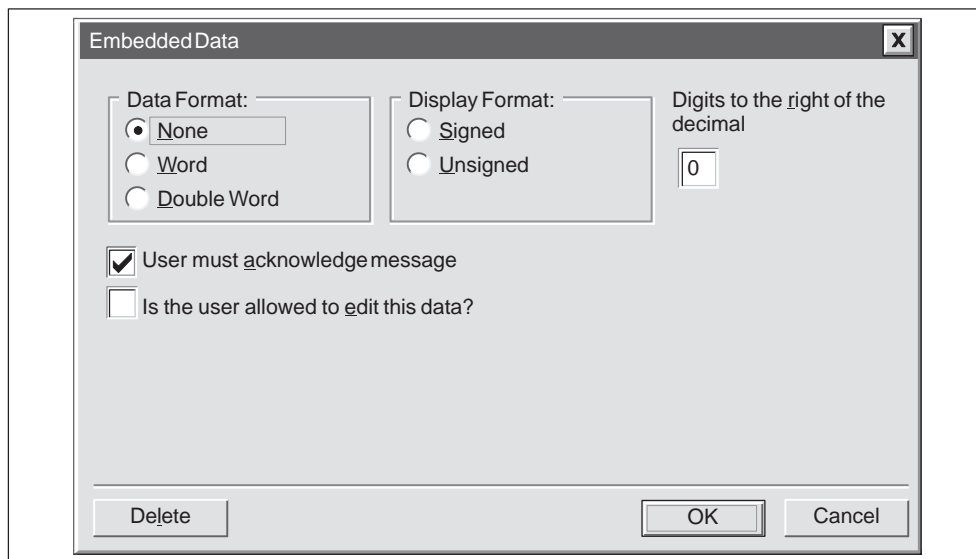 Embedded Data
X
Data Format:
None
Word
Double Word
Display Format:
Signed
Unsigned
Digits to the right of the
decimal
0
User must acknowledge message
Is the user allowed to edit this data?
Delete
OK
Cancel